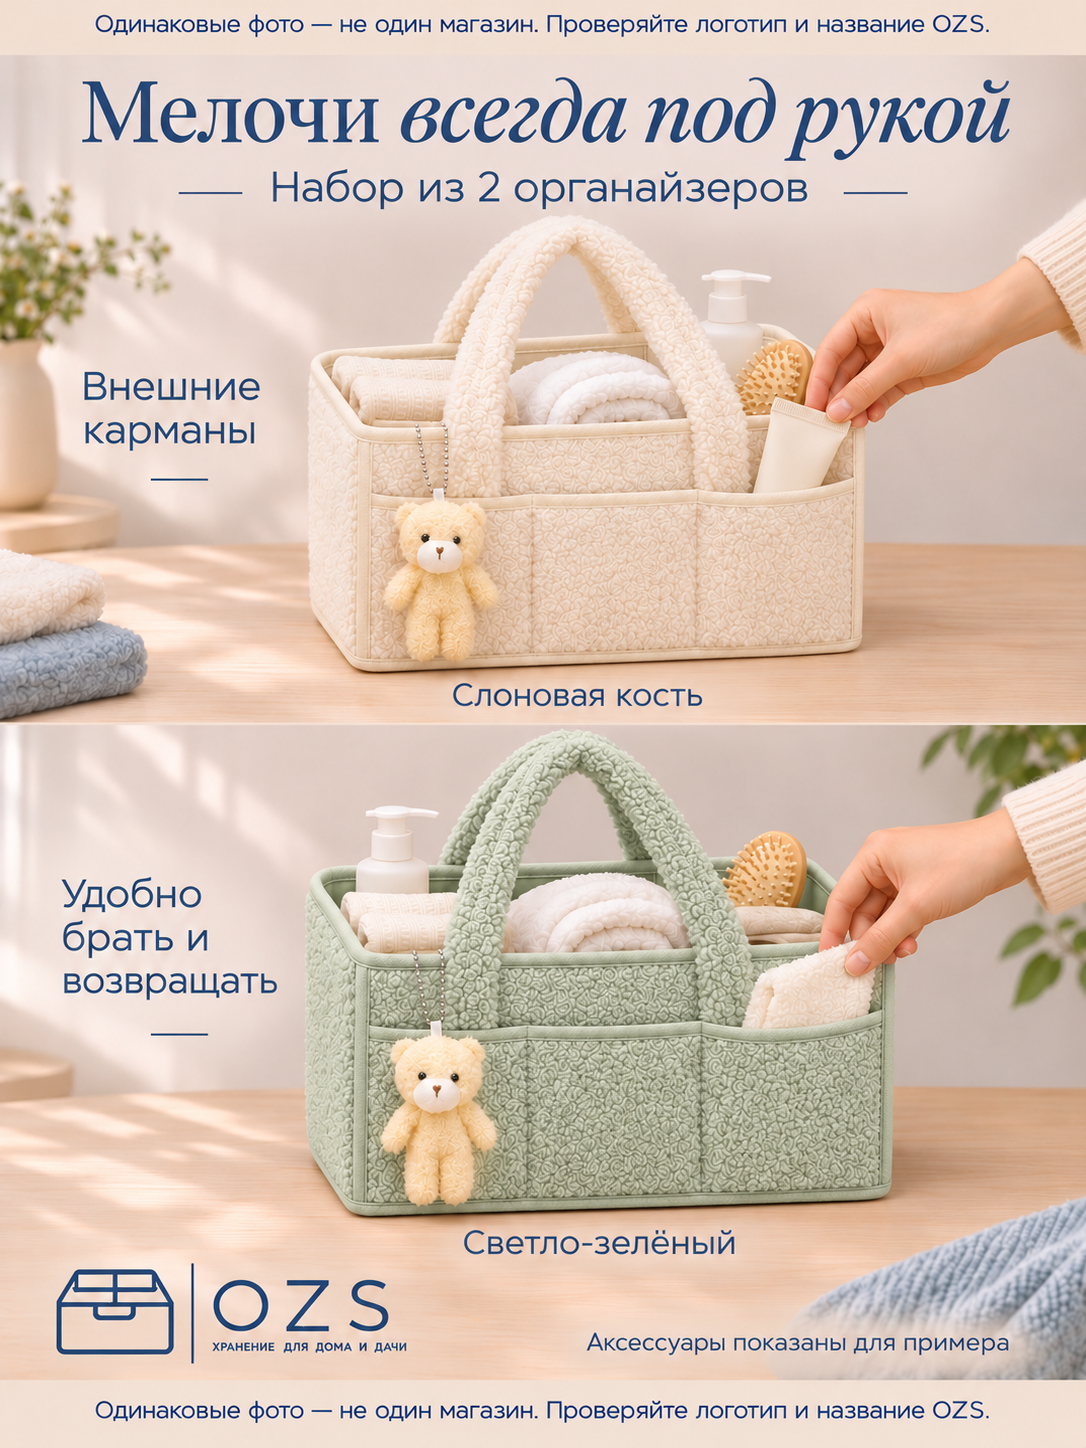 Одинаковые фото — не один магазин. Проверяйте логотип и название OZS.
Мелочи всегда под рукой
Набор из 2 органайзеров
Внешние
карманы
Слоновая кость
Удобно
брать и
возвращать
Светло-зелёный
OZS
ХРАНЕНИЕ ДЛЯ ДОМА И ДАЧИ
Аксессуары показаны для примера
Одинаковые фото — не один магазин. Проверяйте логотип и название OZS.